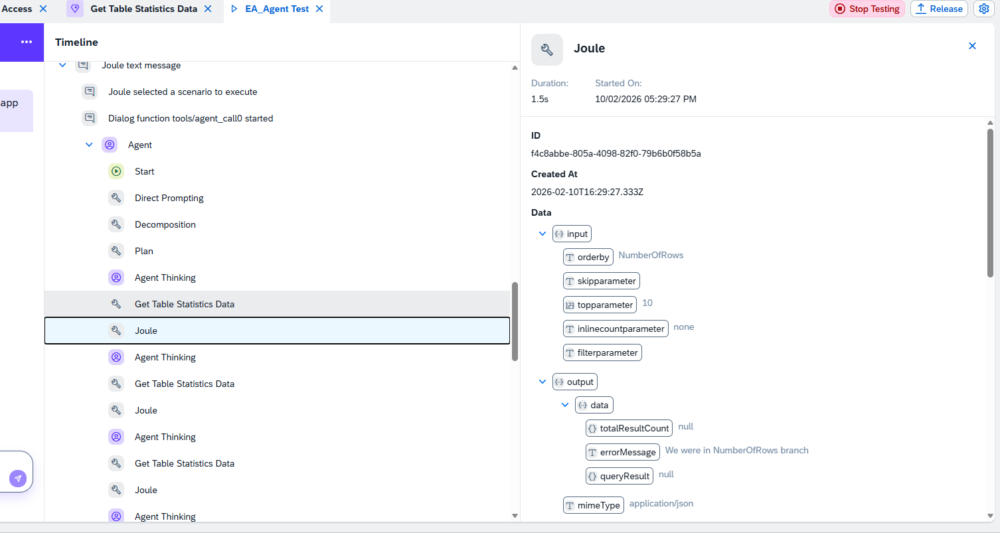 Access
Get Table Statistics Data
EA_Agent Test
Stop Testing
Release
app
Timeline
Joule text message
Joule selected a scenario to execute
Dialog function tools/agent_call0 started
Agent
Start
Direct Prompting
Decomposition
Plan
Agent Thinking
Get Table Statistics Data
Joule
Agent Thinking
Get Table Statistics Data
Joule
Agent Thinking
Get Table Statistics Data
Joule
Agent Thinking
Joule
Duration: Started On:
1.5s 10/02/2026 05:29:27 PM
ID
f4c8abbe-805a-4098-82f0-79b6b0f58b5a
Created At
2026-02-10T16:29:27.333Z
Data
input
orderby NumberOfRows
skipparameter
topparameter 10
inlinecountparameter none
filterparameter
output
data
totalResultCount null
errorMessage We were in NumberOfRows branch
queryResult null
mimeType application/json